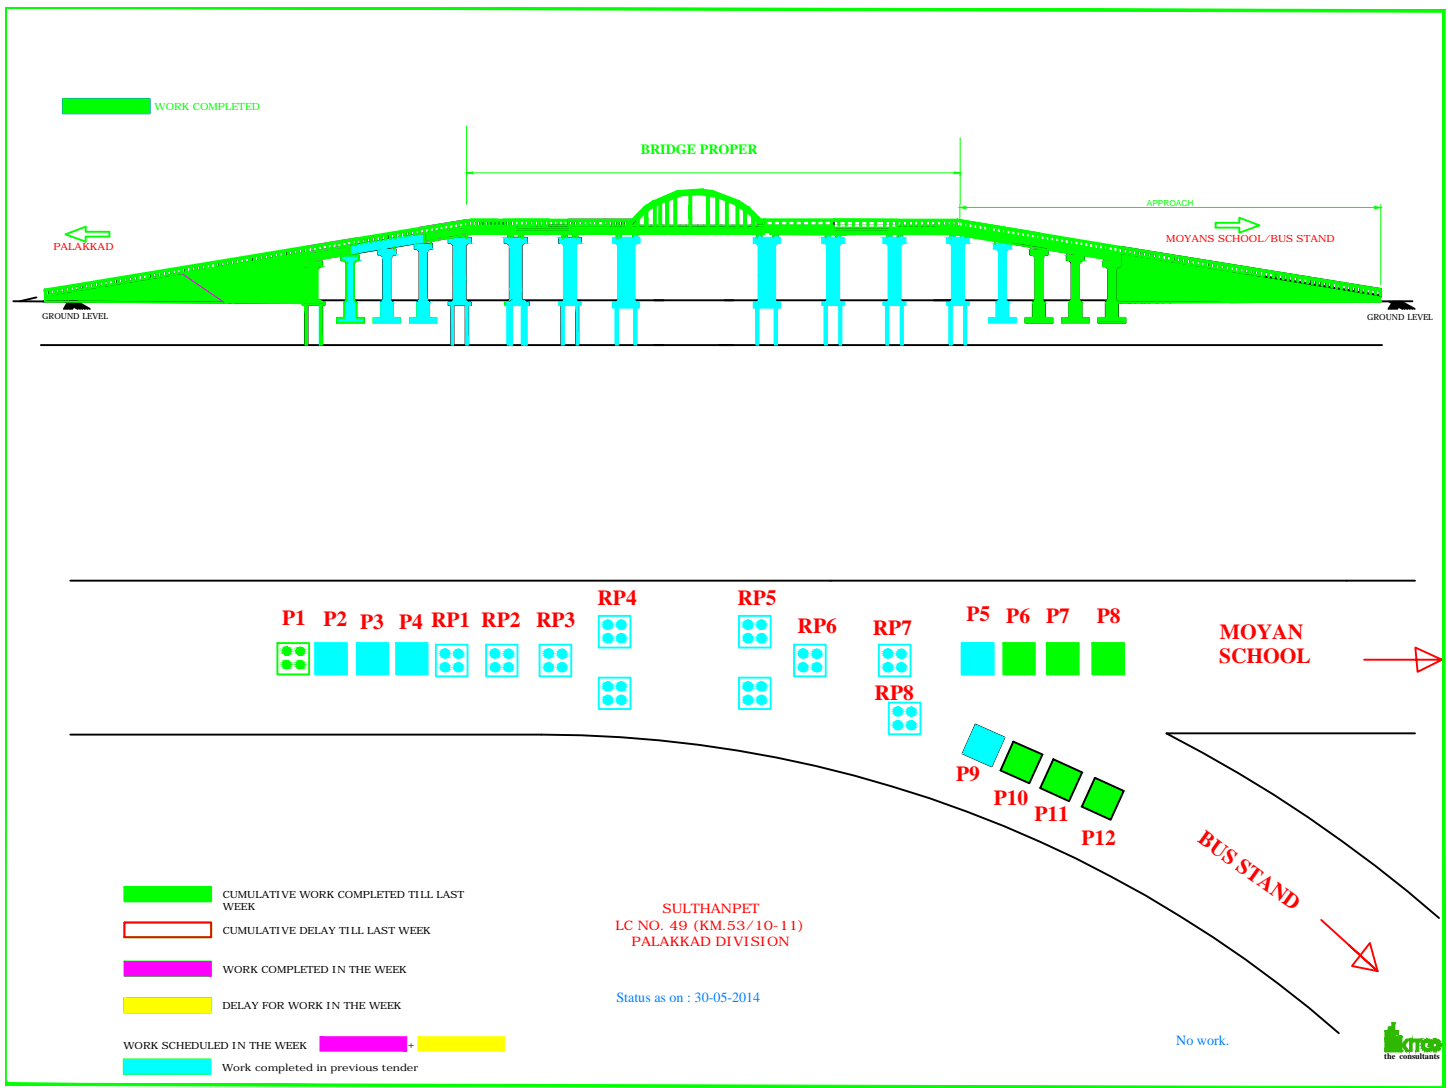 WORK COMPLETED
BRIDGE PROPER
APPROACH
PALAKKAD
MOYANS SCHOOL/BUS STAND
GROUND LEVEL
GROUND LEVEL
P1 P2 P3 P4 RP1 RP2 RP3 RP4 RP5 RP6 RP7 P5 P6 P7 P8
MOYAN
SCHOOL
RP8
P9
P10
P11
P12
BUS STAND
CUMULATIVE WORK COMPLETED TILL LAST
WEEK
CUMULATIVE DELAY TILL LAST WEEK
WORK COMPLETED IN THE WEEK
DELAY FOR WORK IN THE WEEK
WORK SCHEDULED IN THE WEEK +
Work completed in previous tender
SULTHANPET
LC NO. 49 (KM.53/10-11)
PALAKKAD DIVISION
Status as on : 30-05-2014
No work.
KITCO
the consultants